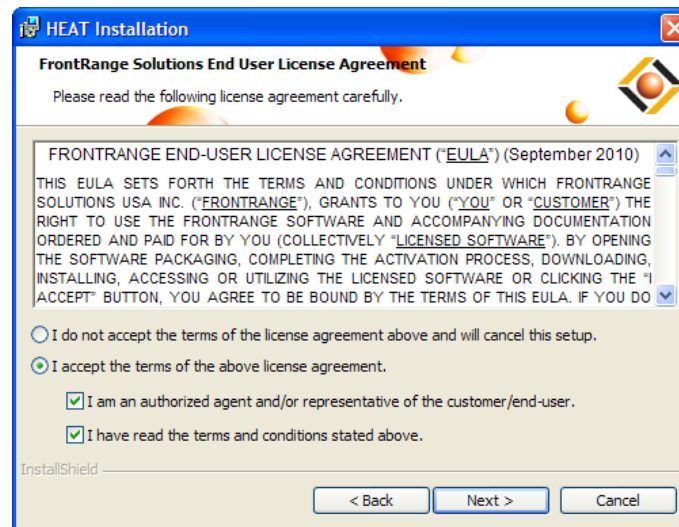 HEAT Installation
FrontRange Solutions End User License Agreement
Please read the following license agreement carefully.
FRONTRANGE END-USER LICENSE AGREEMENT (“EULA”) (September 2010)
THIS EULA SETS FORTH THE TERMS AND CONDITIONS UNDER WHICH FRONTRANGE
SOLUTIONS USA INC. (“FRONTRANGE”), GRANTS TO YOU (“YOU” OR “CUSTOMER”) THE
RIGHT TO USE THE FRONTRANGE SOFTWARE AND ACCOMPANYING DOCUMENTATION
ORDERED AND PAID FOR BY YOU (COLLECTIVELY “LICENSED SOFTWARE”). BY OPENING
THE SOFTWARE PACKAGING, COMPLETING THE ACTIVATION PROCESS, DOWNLOADING,
INSTALLING, ACCESSING OR UTILIZING THE LICENSED SOFTWARE OR CLICKING THE “I
ACCEPT” BUTTON, YOU AGREE TO BE BOUND BY THE TERMS OF THIS EULA. IF YOU DO
I do not accept the terms of the license agreement above and will cancel this setup.
I accept the terms of the above license agreement.
I am an authorized agent and/or representative of the customer/end-user.
I have read the terms and conditions stated above.
InstallShield
< Back Next > Cancel